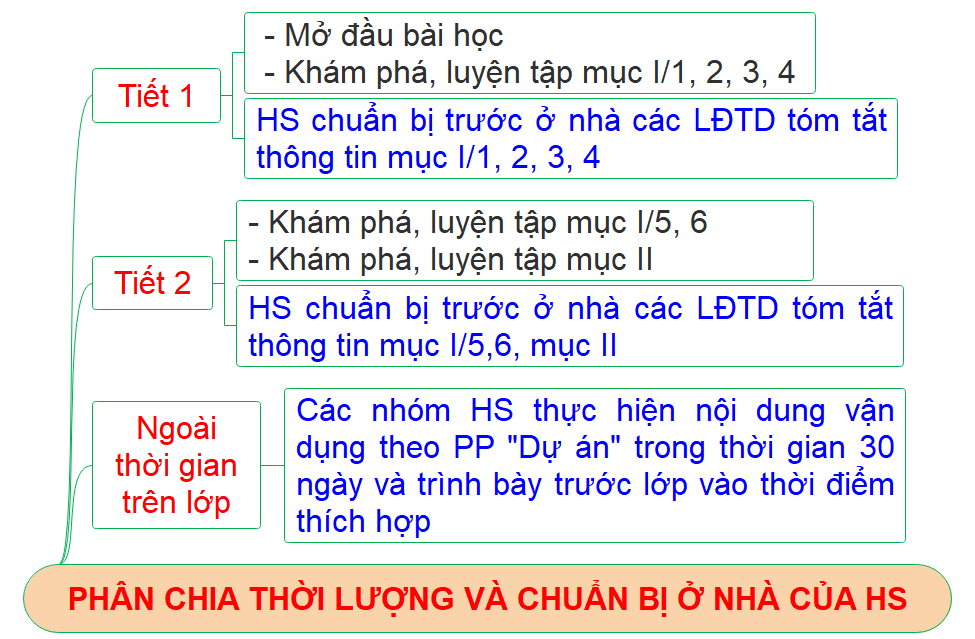 Tiết 1
- Mở đầu bài học
- Khám phá, luyện tập mục I/1, 2, 3, 4
HS chuẩn bị trước ở nhà các LĐTD tóm tắt
thông tin mục I/1, 2, 3, 4
Tiết 2
- Khám phá, luyện tập mục I/5, 6
- Khám phá, luyện tập mục II
HS chuẩn bị trước ở nhà các LĐTD tóm tắt
thông tin mục I/5,6, mục II
Ngoài
thời gian
trên lớp
Các nhóm HS thực hiện nội dung vận
dụng theo PP "Dự án" trong thời gian 30
ngày và trình bày trước lớp vào thời điểm
thích hợp
PHÂN CHIA THỜI LƯỢNG VÀ CHUẨN BỊ Ở NHÀ CỦA HS